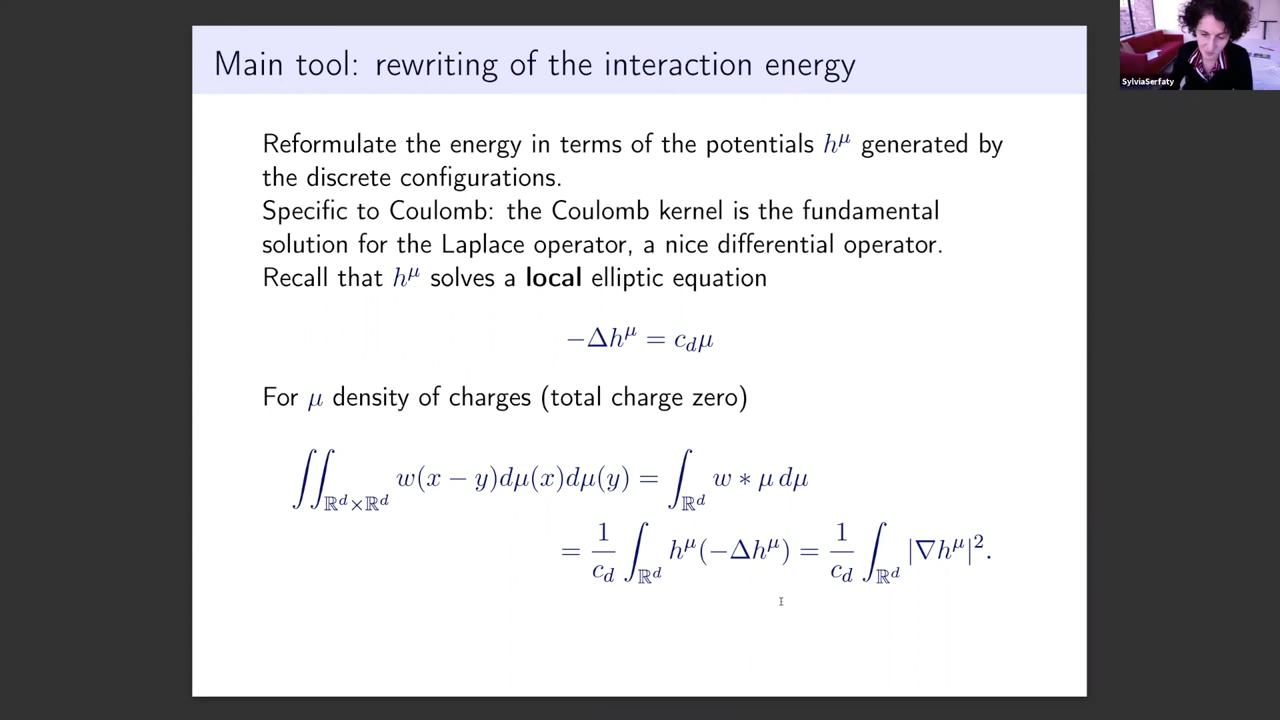 Main tool: rewriting of the interaction energy
SylviaSerfaty
Reformulate the energy in terms of the potentials h^μ generated by
the discrete configurations.
Specific to Coulomb: the Coulomb kernel is the fundamental
solution for the Laplace operator, a nice differential operator.
Recall that h^μ solves a local elliptic equation
−Δh^μ = c_dμ
For μ density of charges (total charge zero)
∬_{ℝ^d×ℝ^d} w(x − y)dμ(x)dμ(y) = ∫_{ℝ^d} w ∗ μ dμ
= 1/c_d ∫_{ℝ^d} h^μ(−Δh^μ) = 1/c_d ∫_{ℝ^d} |∇h^μ|².